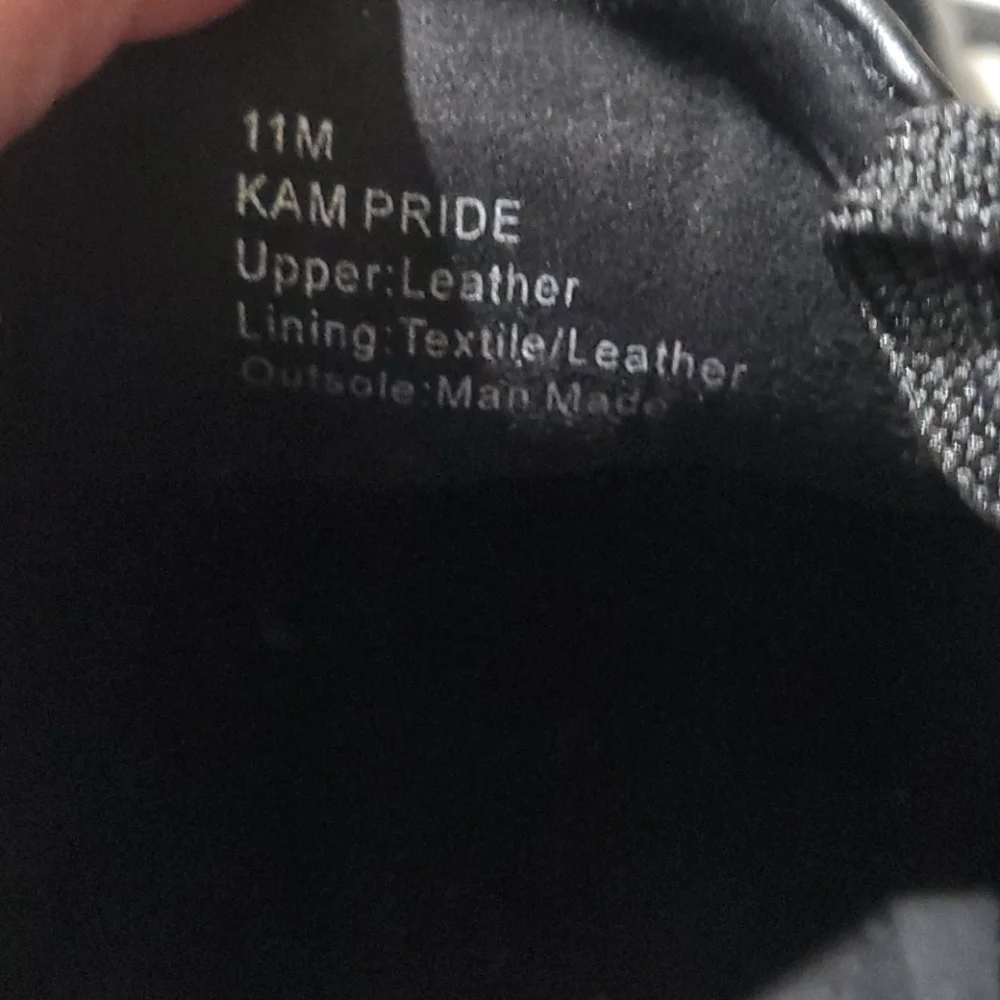 11M
KAM PRIDE
Upper:Leather
Lining:Textile/Leather
Outsole:Man Made